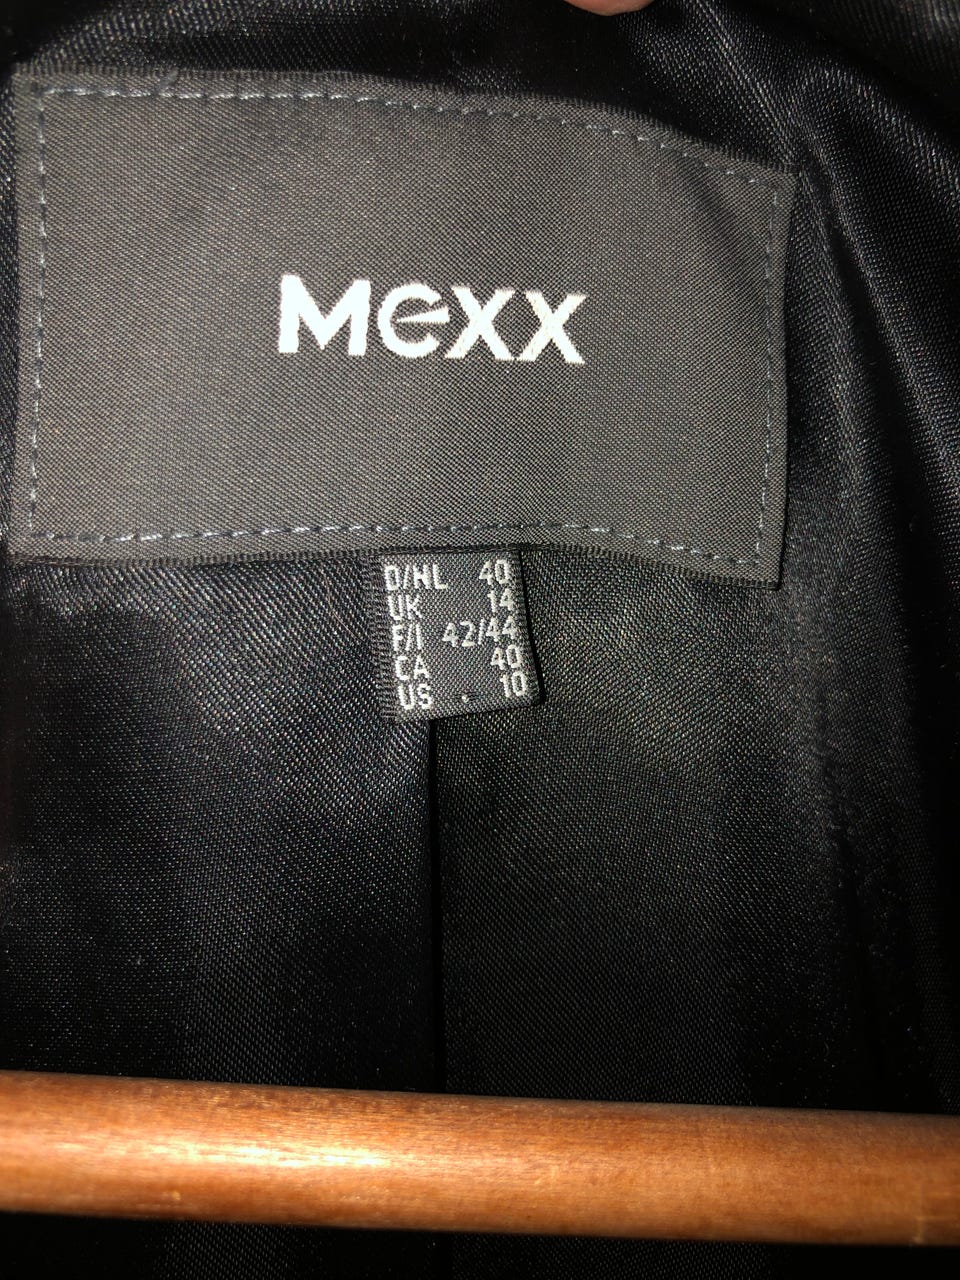 Mexx
D/NL 40
UK 14
F/I 42/44
CA 40
US 10